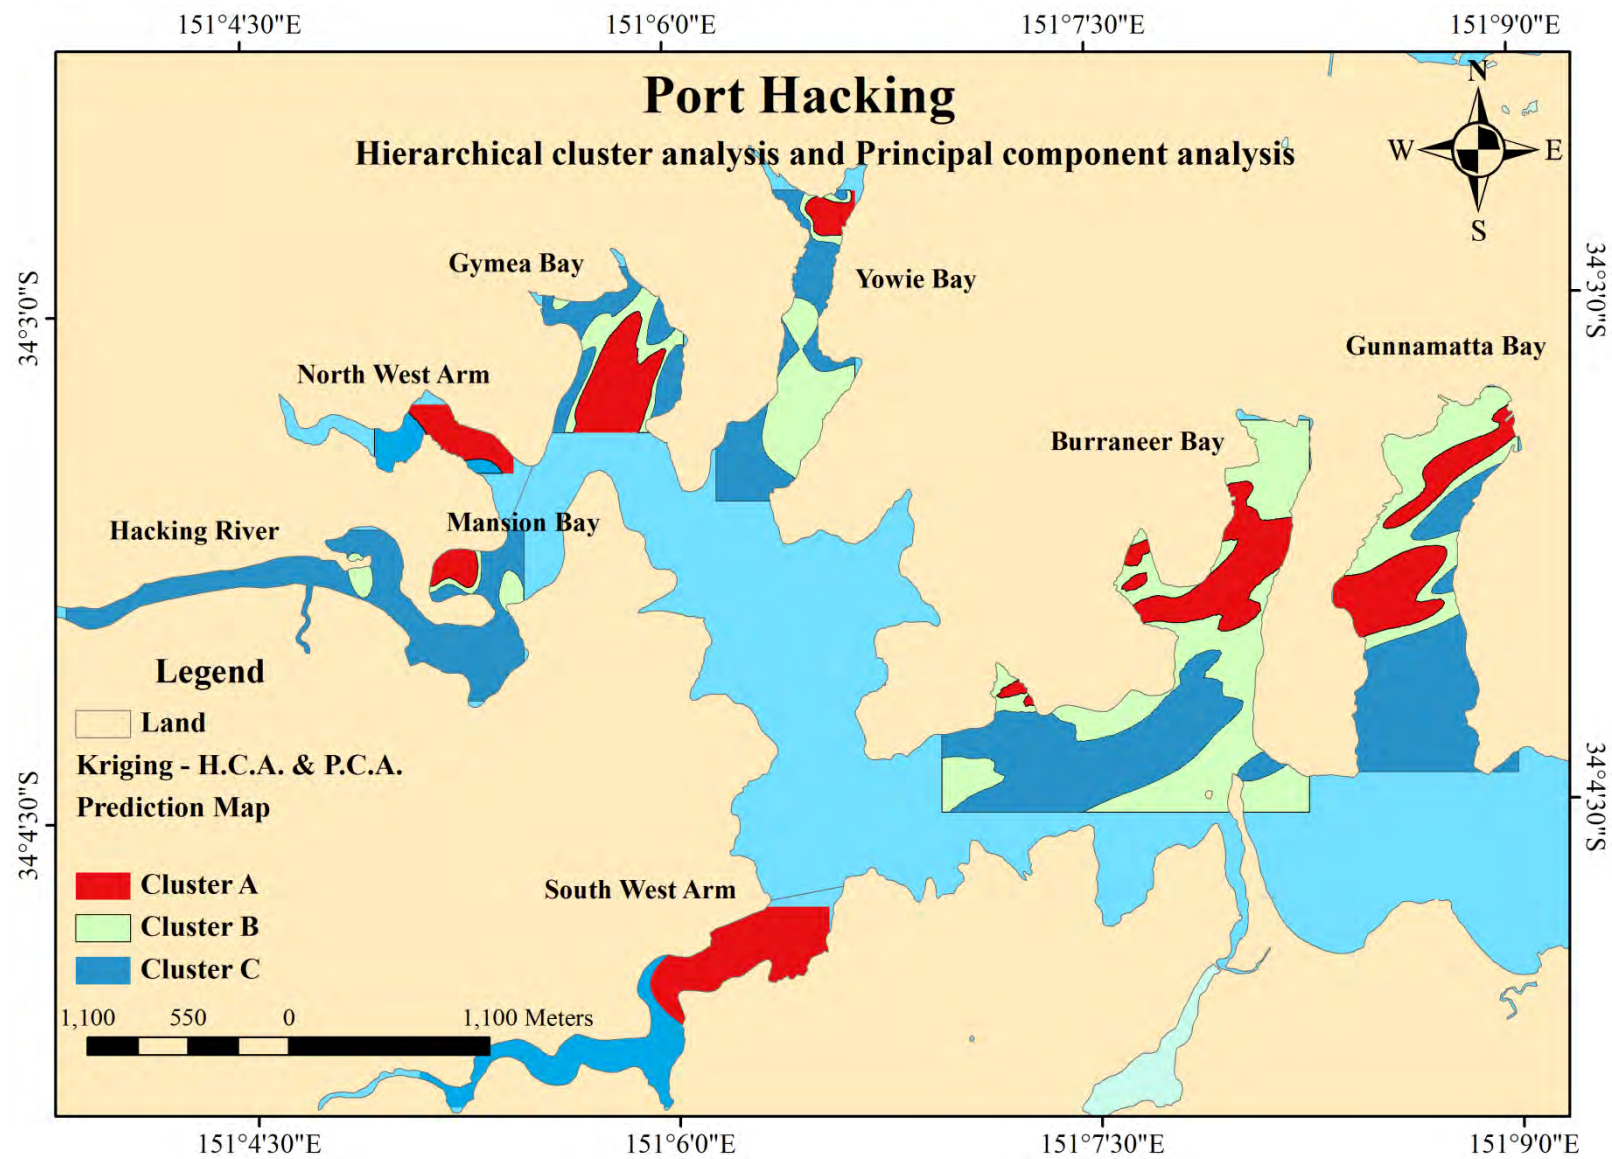 151°4'30"E 151°6'0"E 151°7'30"E 151°9'0"E
Port Hacking
Hierarchical cluster analysis and Principal component analysis
N
W E
S
34°3'0"S
34°3'0"S
Gymea Bay
Yowie Bay
Gunnamatta Bay
North West Arm
Burraneer Bay
Mansion Bay
Hacking River
Legend
Land
Kriging - H.C.A. & P.C.A.
Prediction Map
34°4'30"S
34°4'30"S
Cluster A
South West Arm
Cluster B
Cluster C
1,100 550 0 1,100 Meters
151°4'30"E 151°6'0"E 151°7'30"E 151°9'0"E